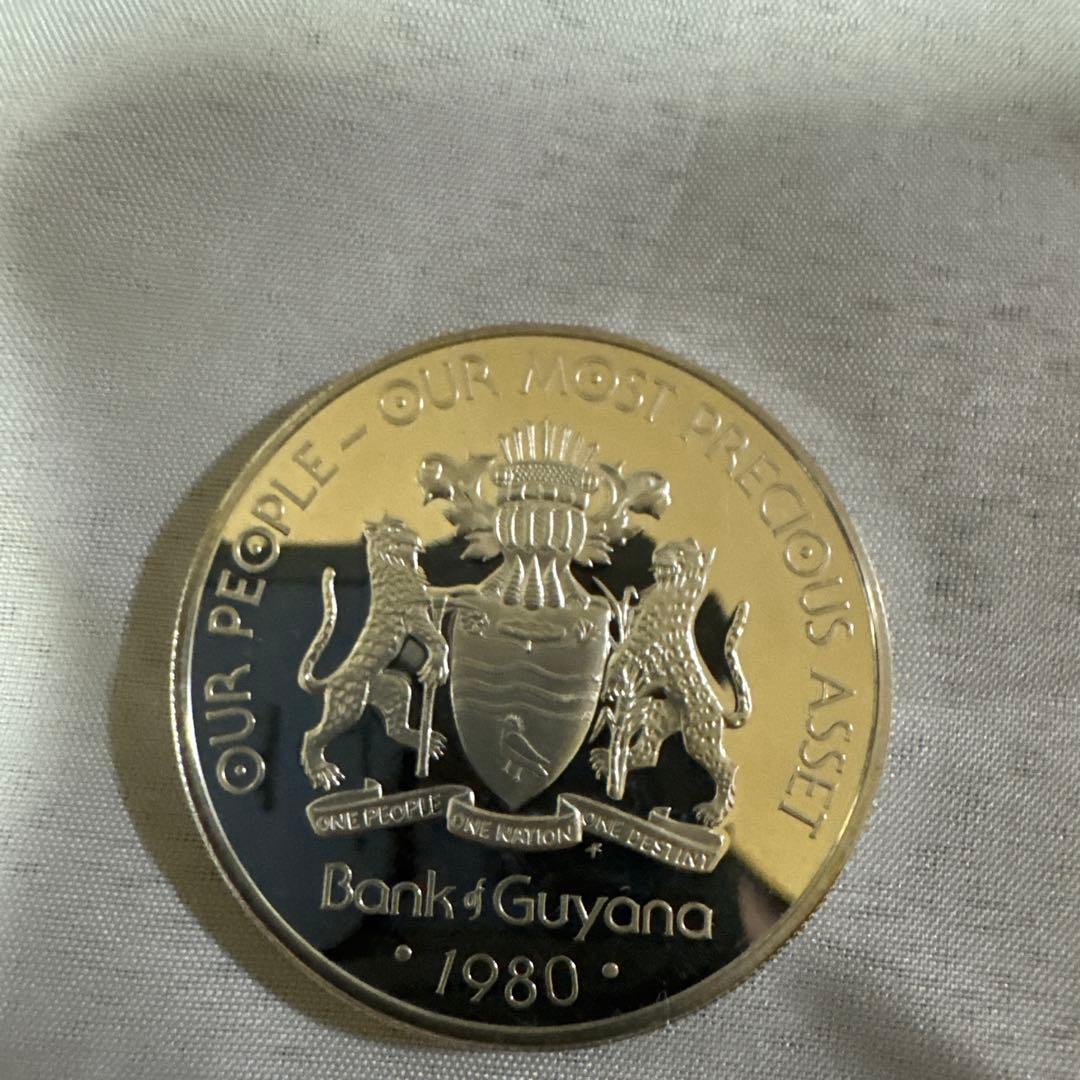 OUR PEOPLE – OUR MOST PRECIOUS ASSET
ONE PEOPLE ONE NATION ONE DESTINY
Bank of Guyana
• 1980 •